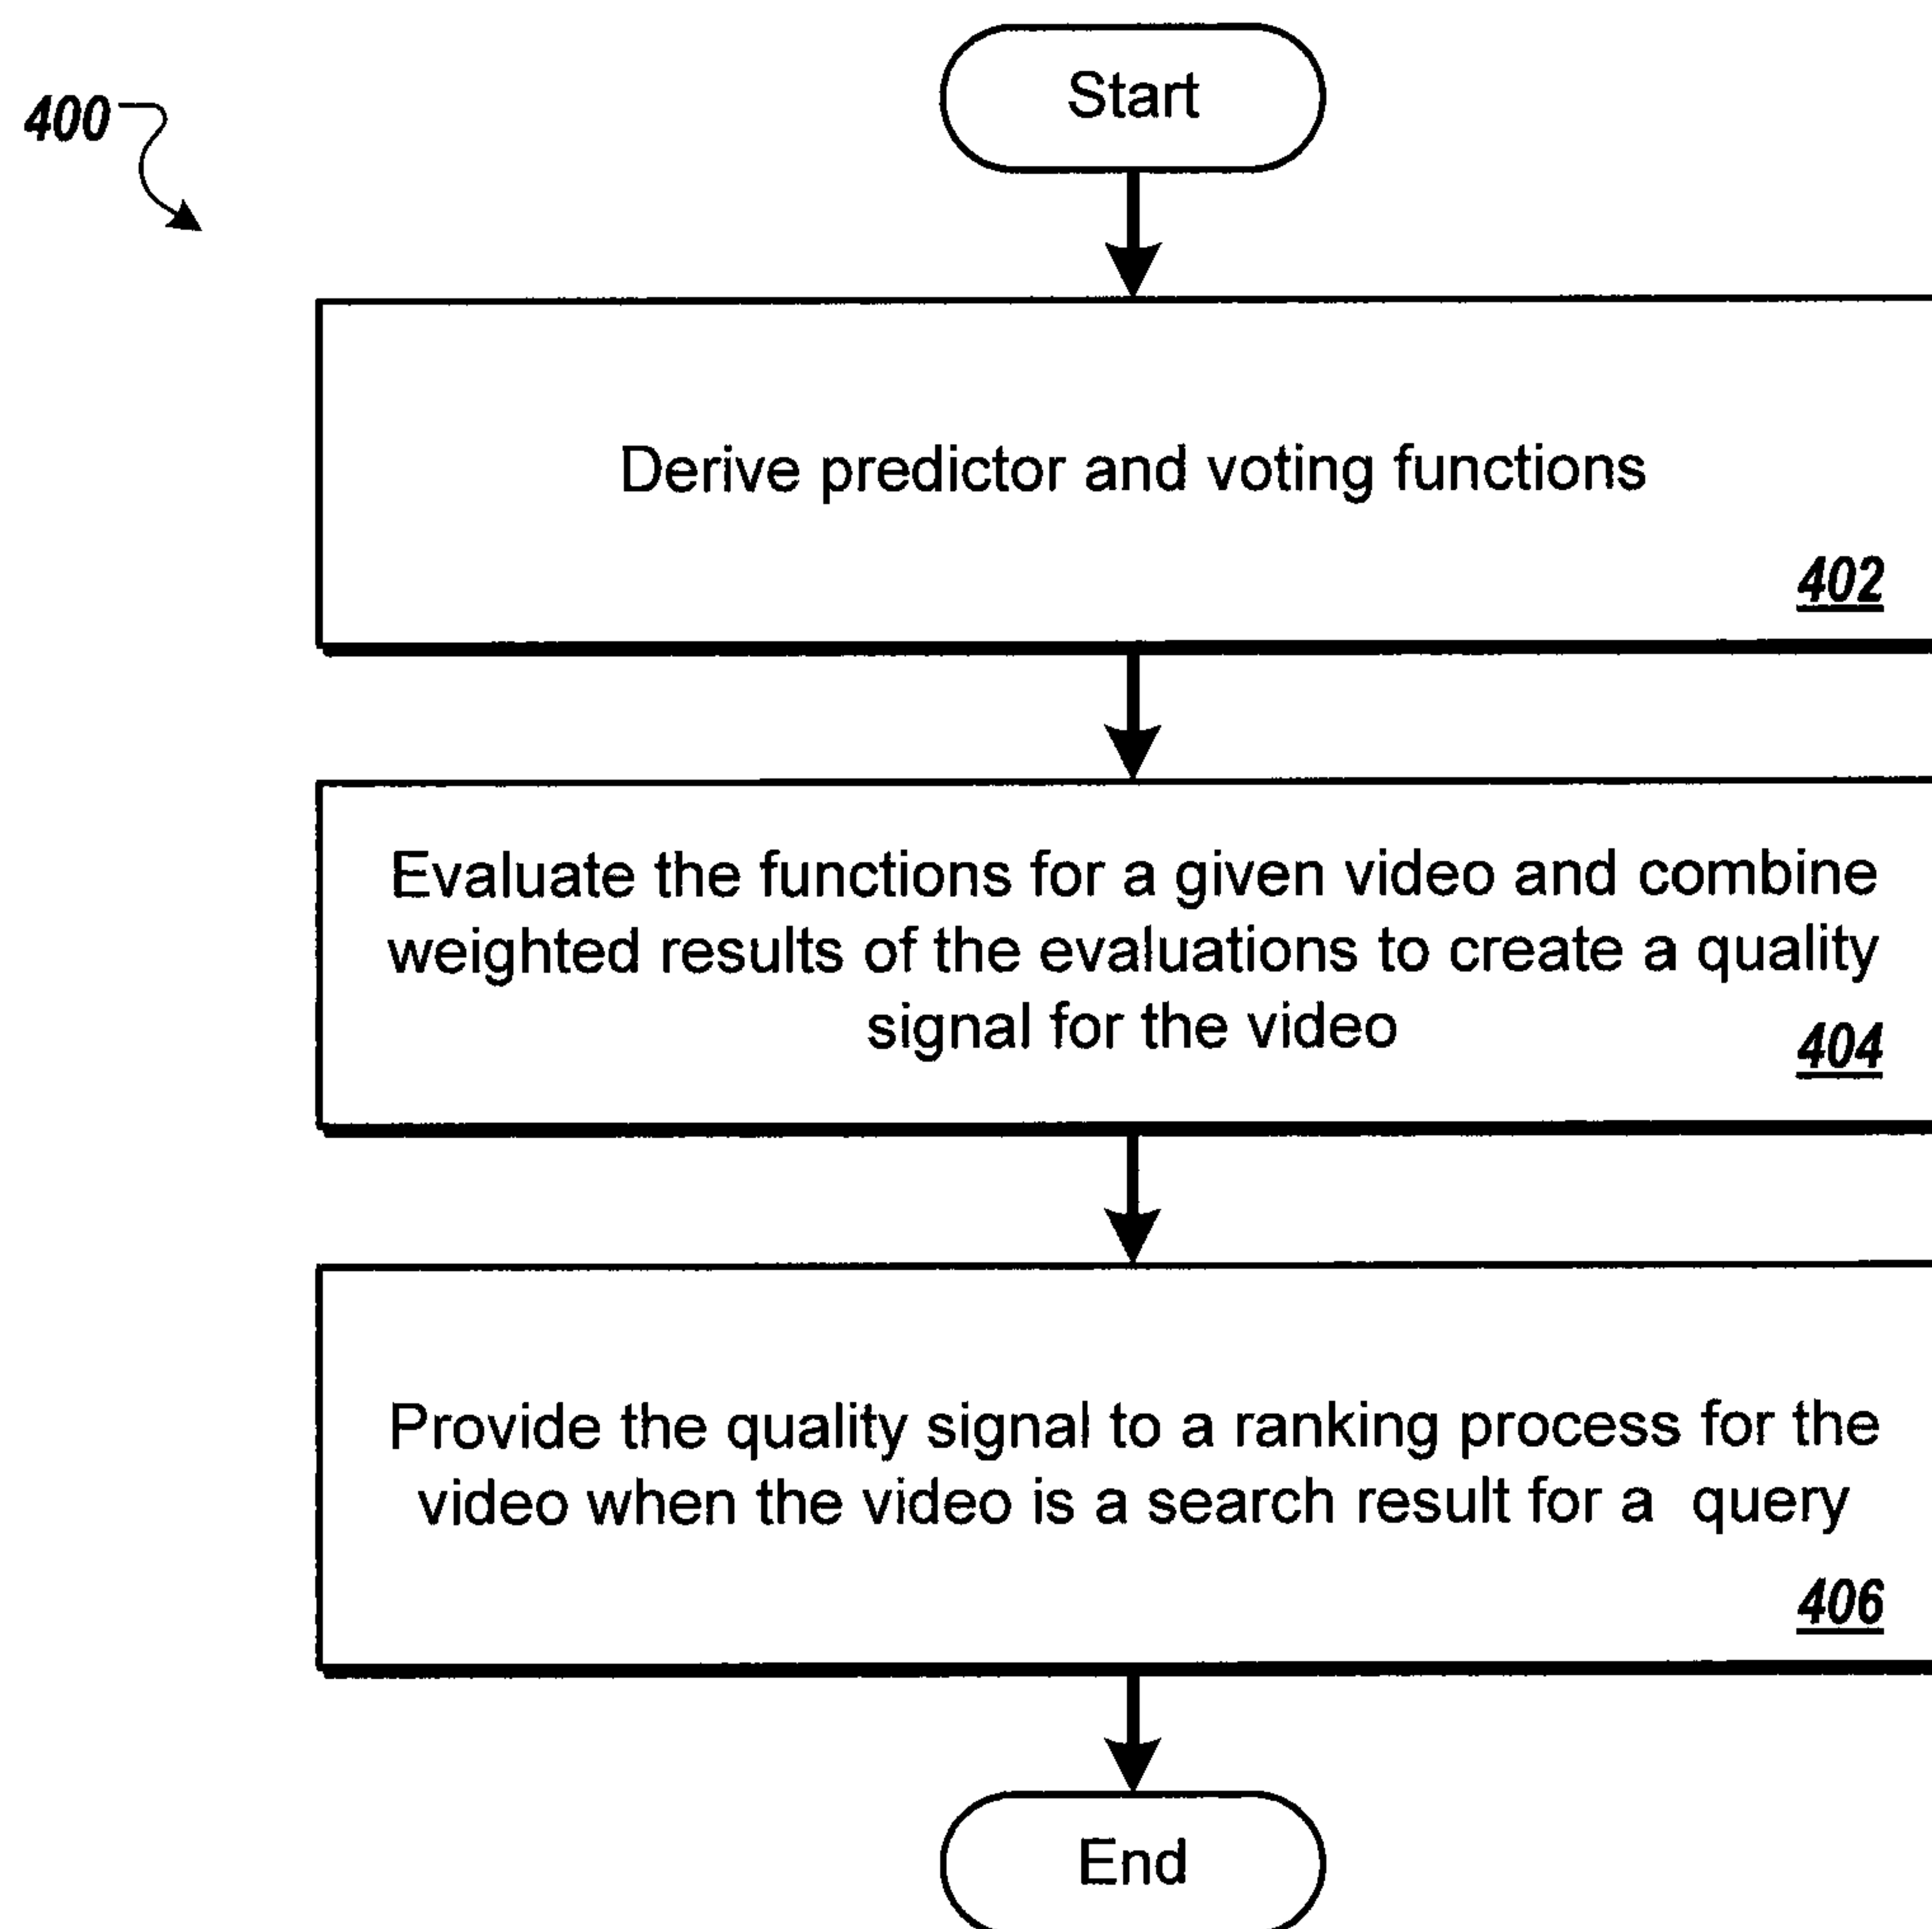 Start
400
Derive predictor and voting functions
402
Evaluate the functions for a given video and combine
weighted results of the evaluations to create a quality
signal for the video
404
Provide the quality signal to a ranking process for the
video when the video is a search result for a query
406
End